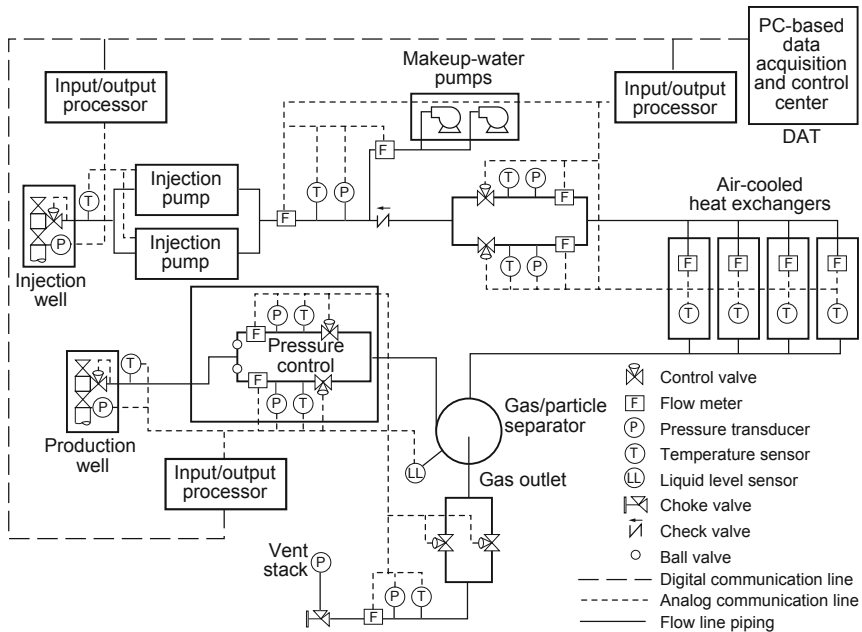 PC-based
data
acquisition
and control
center
DAT
Input/output
processor
Makeup-water
pumps
Input/output
processor
F
F
T
P
T
P
F
Injection
pump
Injection
pump
T
P
Injection
well
F
T
P
F
Air-cooled
heat exchangers
F
F
F
F
T
T
T
T
F
P
T
Pressure
control
F
P
T
T
P
Production
well
Input/output
processor
Gas/particle
separator
LL
Gas outlet
Vent
stack
P
F
P
T
Control valve
F
Flow meter
P
Pressure transducer
T
Temperature sensor
LL
Liquid level sensor
Choke valve
Check valve
Ball valve
Digital communication line
Analog communication line
Flow line piping